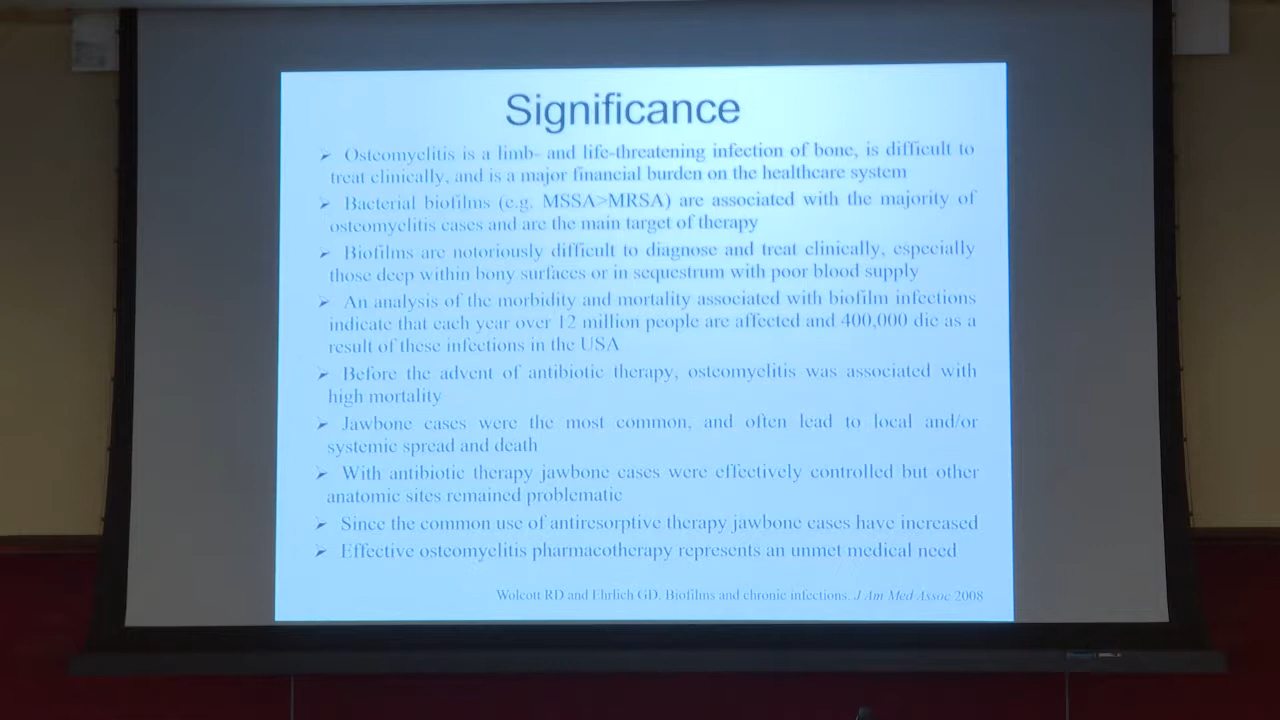 Significance
➤ Osteomyelitis is a limb- and life-threatening infection of bone, is difficult to
treat clinically, and is a major financial burden on the healthcare system
➤ Bacterial biofilms (e.g. MSSA>MRSA) are associated with the majority of
osteomyelitis cases and are the main target of therapy
➤ Biofilms are notoriously difficult to diagnose and treat clinically, especially
those deep within bony surfaces or in sequestrum with poor blood supply
➤ An analysis of the morbidity and mortality associated with biofilm infections
indicate that each year over 12 million people are affected and 400,000 die as a
result of these infections in the USA
➤ Before the advent of antibiotic therapy, osteomyelitis was associated with
high mortality
➤ Jawbone cases were the most common, and often lead to local and/or
systemic spread and death
➤ With antibiotic therapy jawbone cases were effectively controlled but other
anatomic sites remained problematic
➤ Since the common use of antiresorptive therapy jawbone cases have increased
➤ Effective osteomyelitis pharmacotherapy represents an unmet medical need
Wolcott RD and Ehrlich GD. Biofilms and chronic infections. J Am Med Assoc 2008